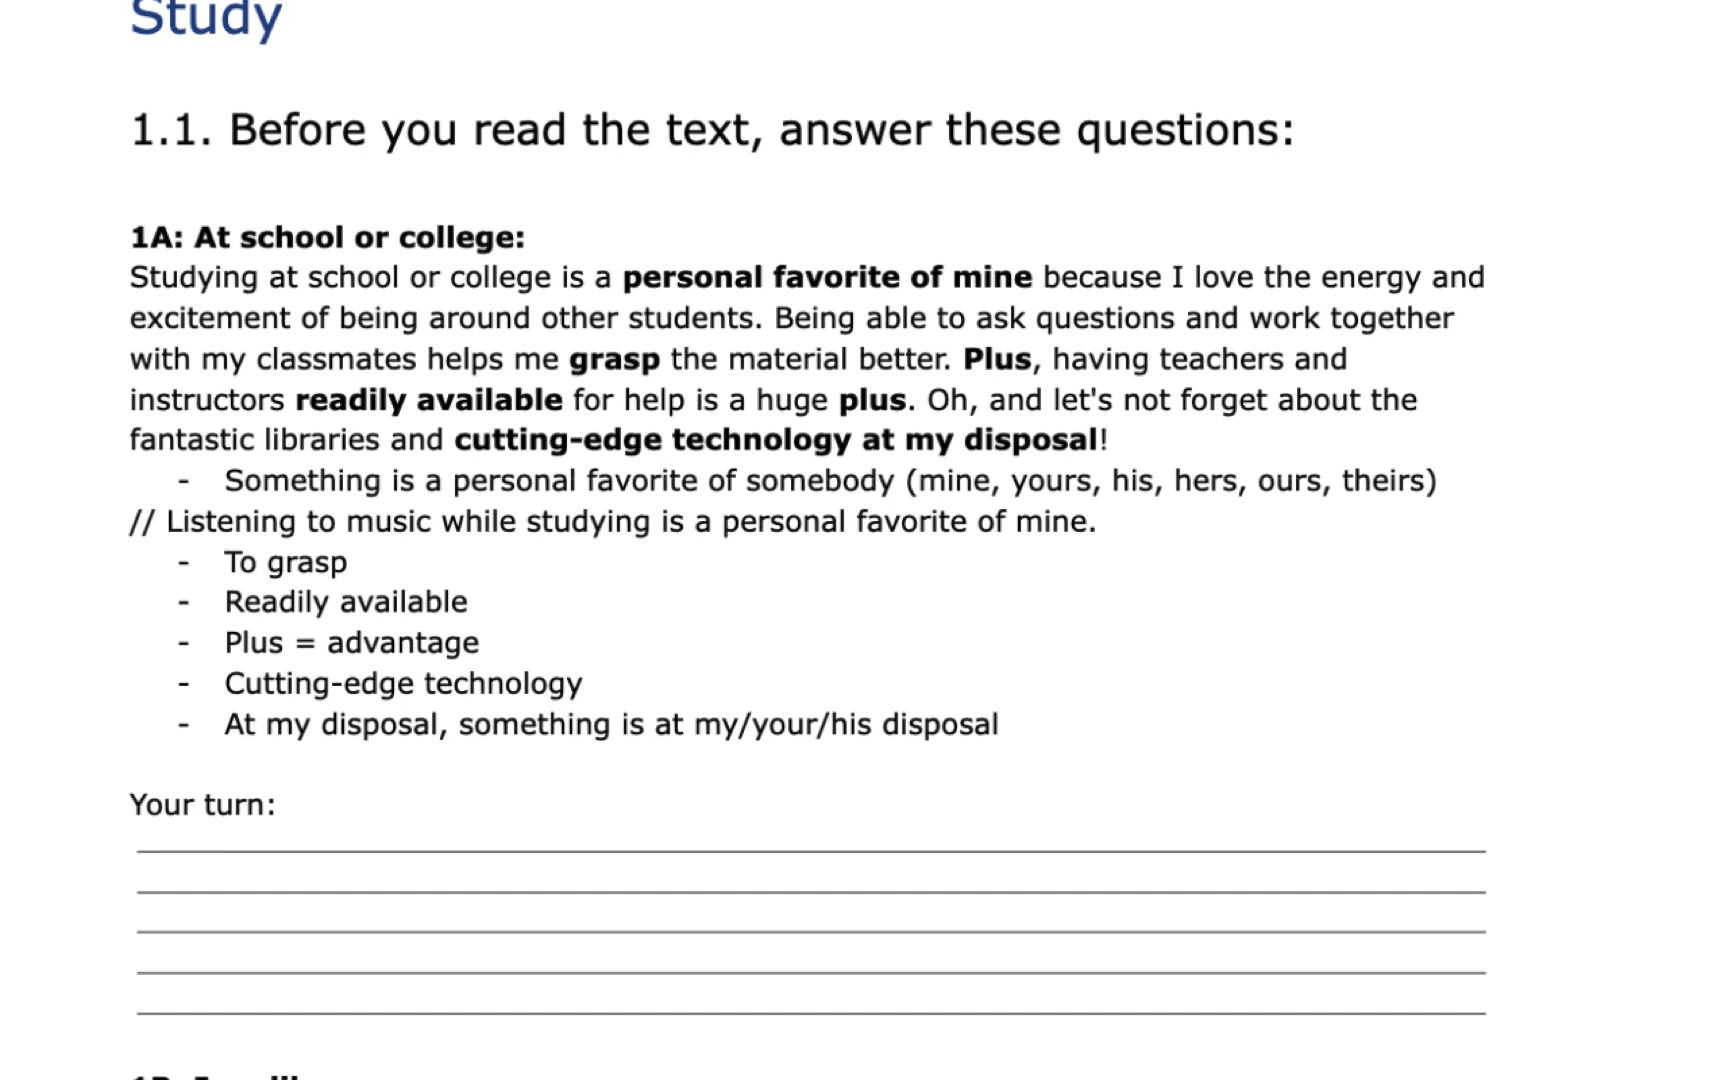 Study
1.1. Before you read the text, answer these questions:
1A: At school or college:
Studying at school or college is a personal favorite of mine because I love the energy and
excitement of being around other students. Being able to ask questions and work together
with my classmates helps me grasp the material better. Plus, having teachers and
instructors readily available for help is a huge plus. Oh, and let's not forget about the
fantastic libraries and cutting-edge technology at my disposal!
- Something is a personal favorite of somebody (mine, yours, his, hers, ours, theirs)
// Listening to music while studying is a personal favorite of mine.
- To grasp
- Readily available
- Plus = advantage
- Cutting-edge technology
- At my disposal, something is at my/your/his disposal
Your turn: